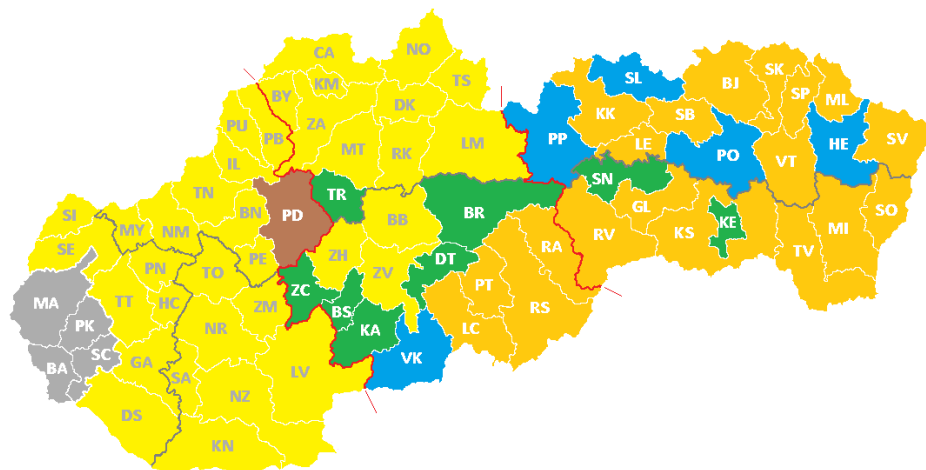 CA
NO
KM
TS
BY
DK
ZA
PU
PB
MT
RK
LM
IL
TN
BN
PD
TR
BB
BR
SI
SE
MY
NM
PE
ZH
ZV
DT
PN
TO
ZC
BS
KA
MA
PK
TT
HC
NR
ZM
SC
BA
GA
SA
LV
VK
DS
NZ
KN
SL
BJ
SK
SP
ML
PP
KK
SB
LE
PO
VT
HE
SV
SN
GL
KE
RV
KS
TV
MI
SO
RA
PT
RS
LC